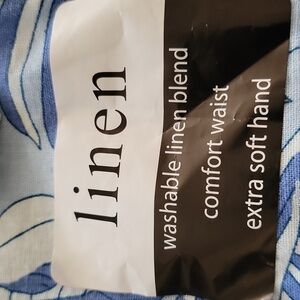 linen
washable linen blend
comfort waist
extra soft hand